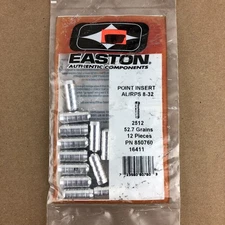 EASTON
AUTHENTIC COMPONENTS
POINT INSERT
AL/RPS 8-32
2512
52.7 Grains
12 Pieces
PN 850760
16411